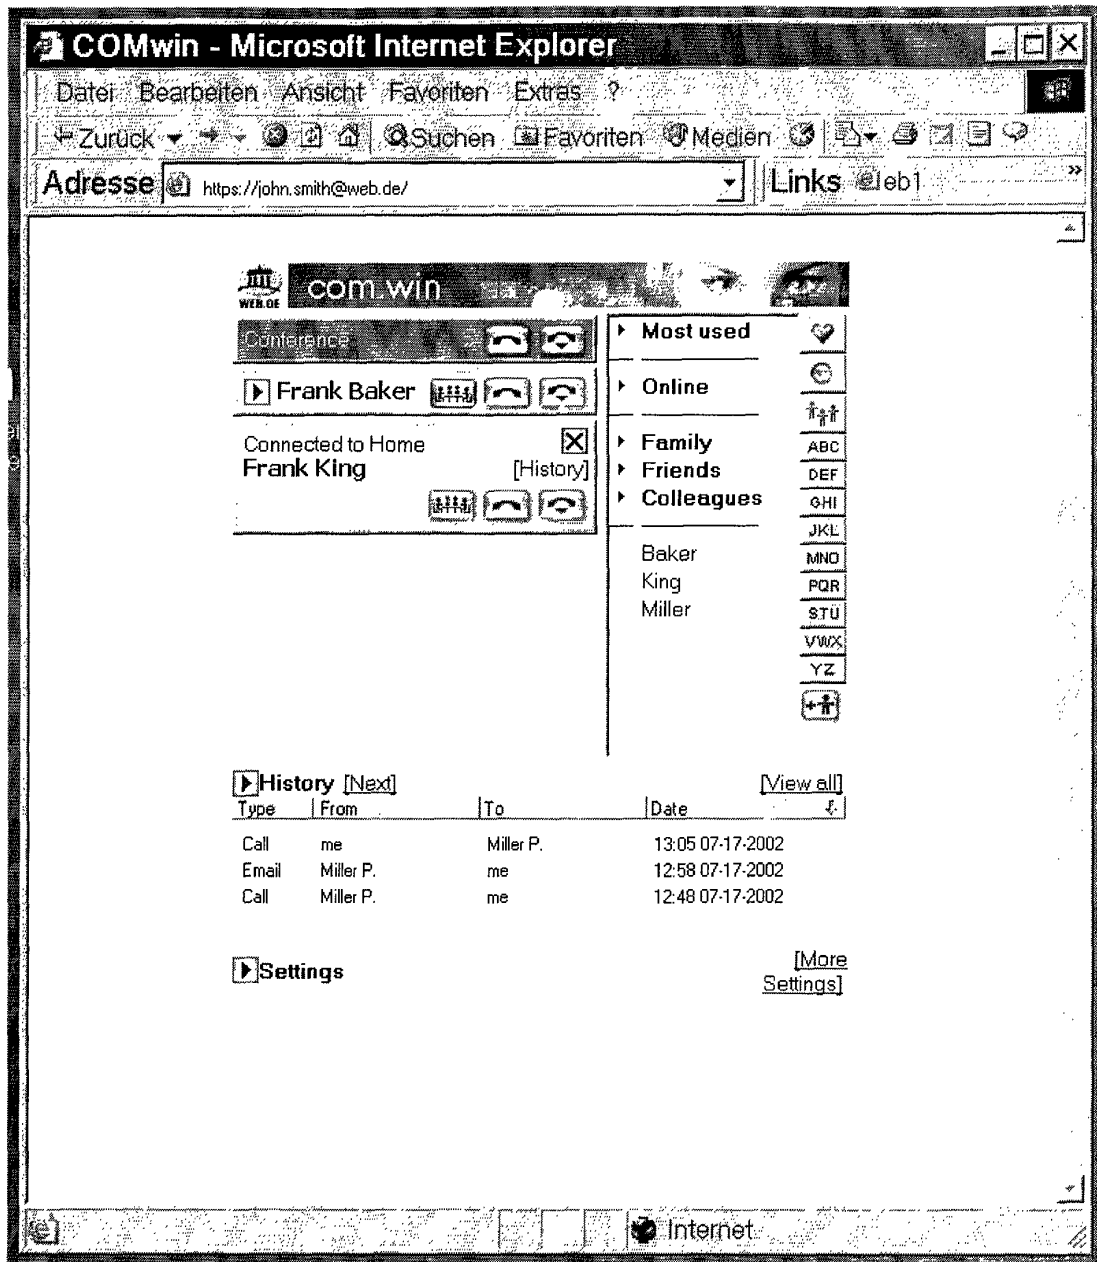 COMwin - Microsoft Internet Explorer
Datei Bearbeiten Ansicht Favoriten Extras ?
Zurück Suchen Favoriten Medien
Adresse https://john.smith@web.de/ Links eb1 »
WEB.DE com.win
Conference
Frank Baker
Connected to Home
Frank King [History]
Most used
Online
Family
Friends
Colleagues
Baker
King
Miller
ABC
DEF
GHI
JKL
MNO
PQR
STU
VWX
YZ
History [Next] [View all]
Type From To Date
Call me Miller P. 13:05 07-17-2002
Email Miller P. me 12:58 07-17-2002
Call Miller P. me 12:48 07-17-2002
Settings [More
Settings]
Internet